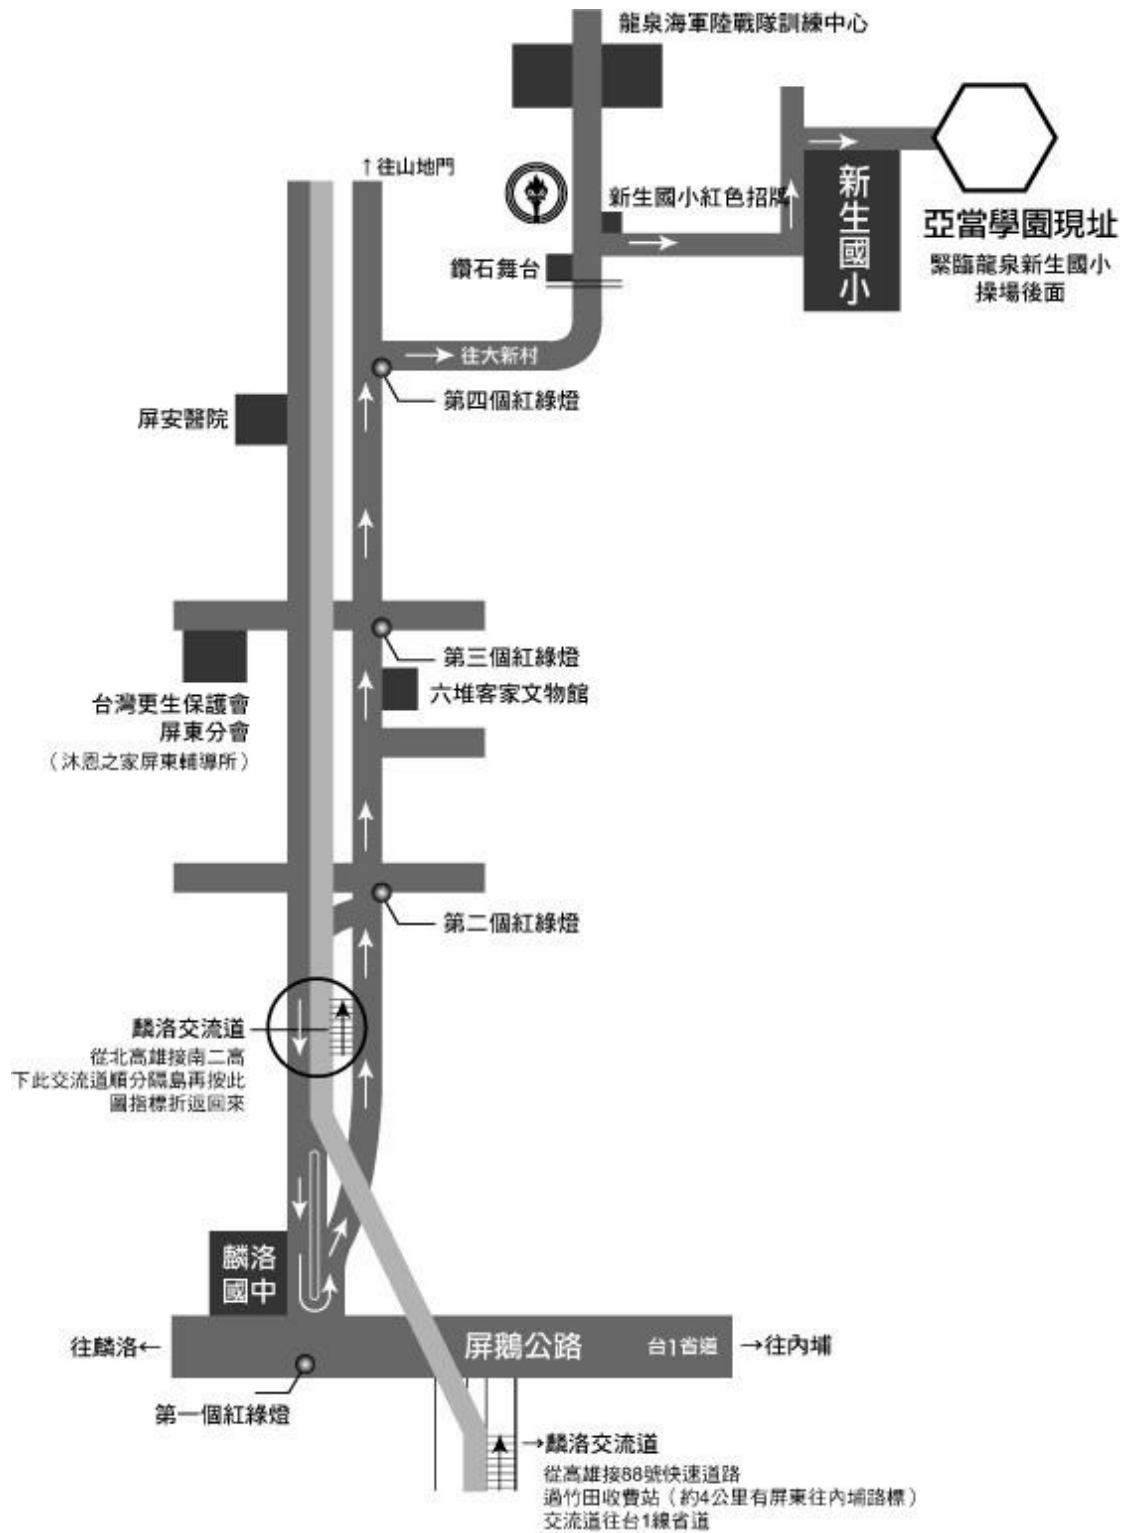 龍泉海軍陸戰隊訓練中心
↑往山地門
新生國小紅色招牌
新生國小
亞當學園現址
緊臨龍泉新生國小
操場後面
鑽石舞台
→往大新村
第四個紅綠燈
屏安醫院
第三個紅綠燈
六堆客家文物館
台灣更生保護會
屏東分會
（沐恩之家屏東輔導所）
第二個紅綠燈
麟洛交流道
從北高雄接南二高
下此交流道順分隔島再按此
圖指標折返回來
麟洛
國中
往麟洛←
屏鵝公路
台1省道
→往內埔
第一個紅綠燈
→麟洛交流道
從高雄接88號快速道路
過竹田收費站（約4公里有屏東往內埔路標）
交流道往台1線省道